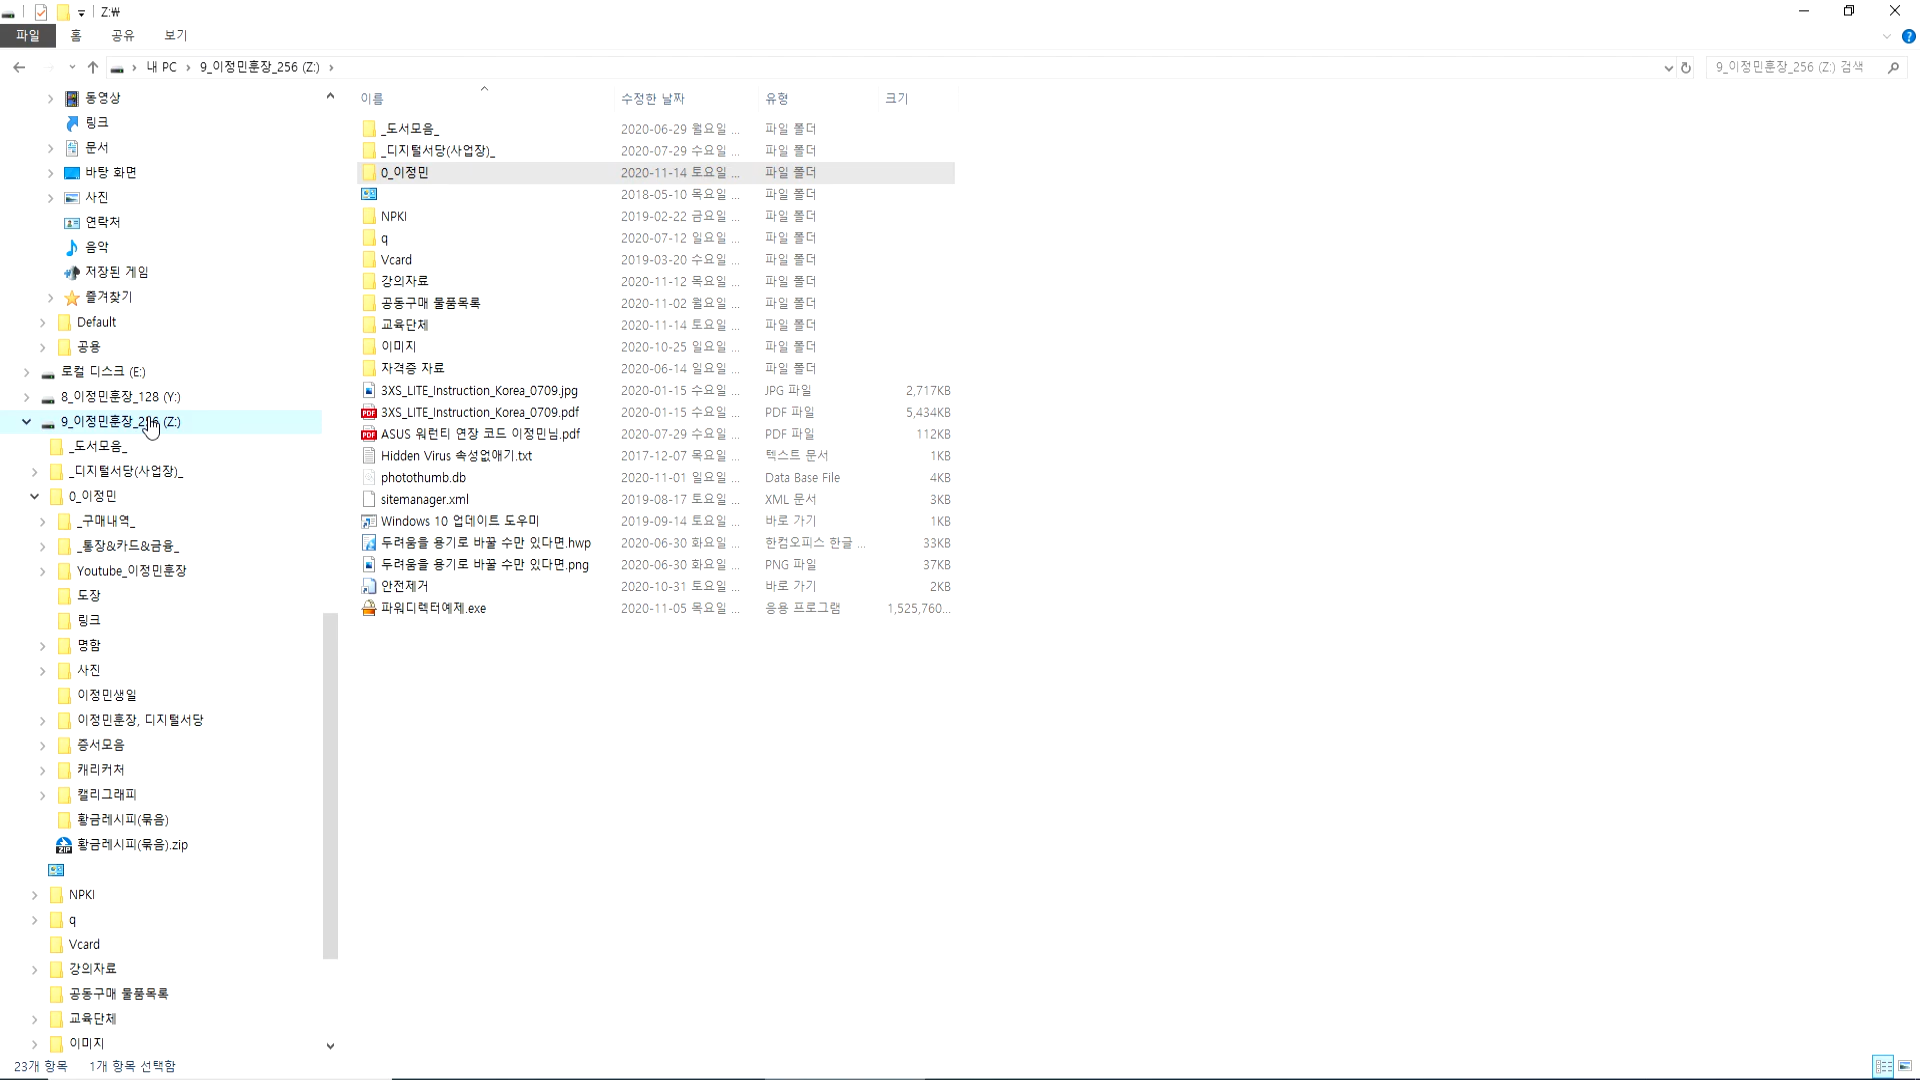 Z:₩
파일 홈 공유 보기
내 PC 9_이정민훈장_256 (Z:)
9_이정민훈장_256 (Z:) 검색
동영상
링크
문서
바탕 화면
사진
연락처
음악
저장된 게임
즐겨찾기
Default
공용
로컬 디스크 (E:)
8_이정민훈장_128 (Y:)
9_이정민훈장_256 (Z:)
_도서모음_
_디지털서당(사업장)_
0_이정민
_구매내역_
_통장&카드&금융_
Youtube_이정민훈장
도장
링크
명함
사진
이정민생일
이정민훈장, 디지털서당
증서모음
캐리커처
캘리그래피
황금레시피(묶음)
황금레시피(묶음).zip
NPKI
q
Vcard
강의자료
공동구매 물품목록
교육단체
이미지
이름 수정한 날짜 유형 크기
_도서모음_ 2020-06-29 월요일 ... 파일 폴더
_디지털서당(사업장)_ 2020-07-29 수요일 ... 파일 폴더
0_이정민 2020-11-14 토요일 ... 파일 폴더
2018-05-10 목요일 ... 파일 폴더
NPKI 2019-02-22 금요일 ... 파일 폴더
q 2020-07-12 일요일 ... 파일 폴더
Vcard 2019-03-20 수요일 ... 파일 폴더
강의자료 2020-11-12 목요일 ... 파일 폴더
공동구매 물품목록 2020-11-02 월요일 ... 파일 폴더
교육단체 2020-11-14 토요일 ... 파일 폴더
이미지 2020-10-25 일요일 ... 파일 폴더
자격증 자료 2020-06-14 일요일 ... 파일 폴더
3XS_LITE_Instruction_Korea_0709.jpg 2020-01-15 수요일 ... JPG 파일 2,717KB
3XS_LITE_Instruction_Korea_0709.pdf 2020-01-15 수요일 ... PDF 파일 5,434KB
ASUS 워런티 연장 코드 이정민님.pdf 2020-07-29 수요일 ... PDF 파일 112KB
Hidden Virus 속성없애기.txt 2017-12-07 목요일 ... 텍스트 문서 1KB
photothumb.db 2020-11-01 일요일 ... Data Base File 4KB
sitemanager.xml 2019-08-17 토요일 ... XML 문서 3KB
Windows 10 업데이트 도우미 2019-09-14 토요일 ... 바로 가기 1KB
두려움을 용기로 바꿀 수만 있다면.hwp 2020-06-30 화요일 ... 한컴오피스 한글 ... 33KB
두려움을 용기로 바꿀 수만 있다면.png 2020-06-30 화요일 ... PNG 파일 37KB
안전제거 2020-10-31 토요일 ... 바로 가기 2KB
파워디렉터예제.exe 2020-11-05 목요일 ... 응용 프로그램 1,525,760...
23개 항목 1개 항목 선택함